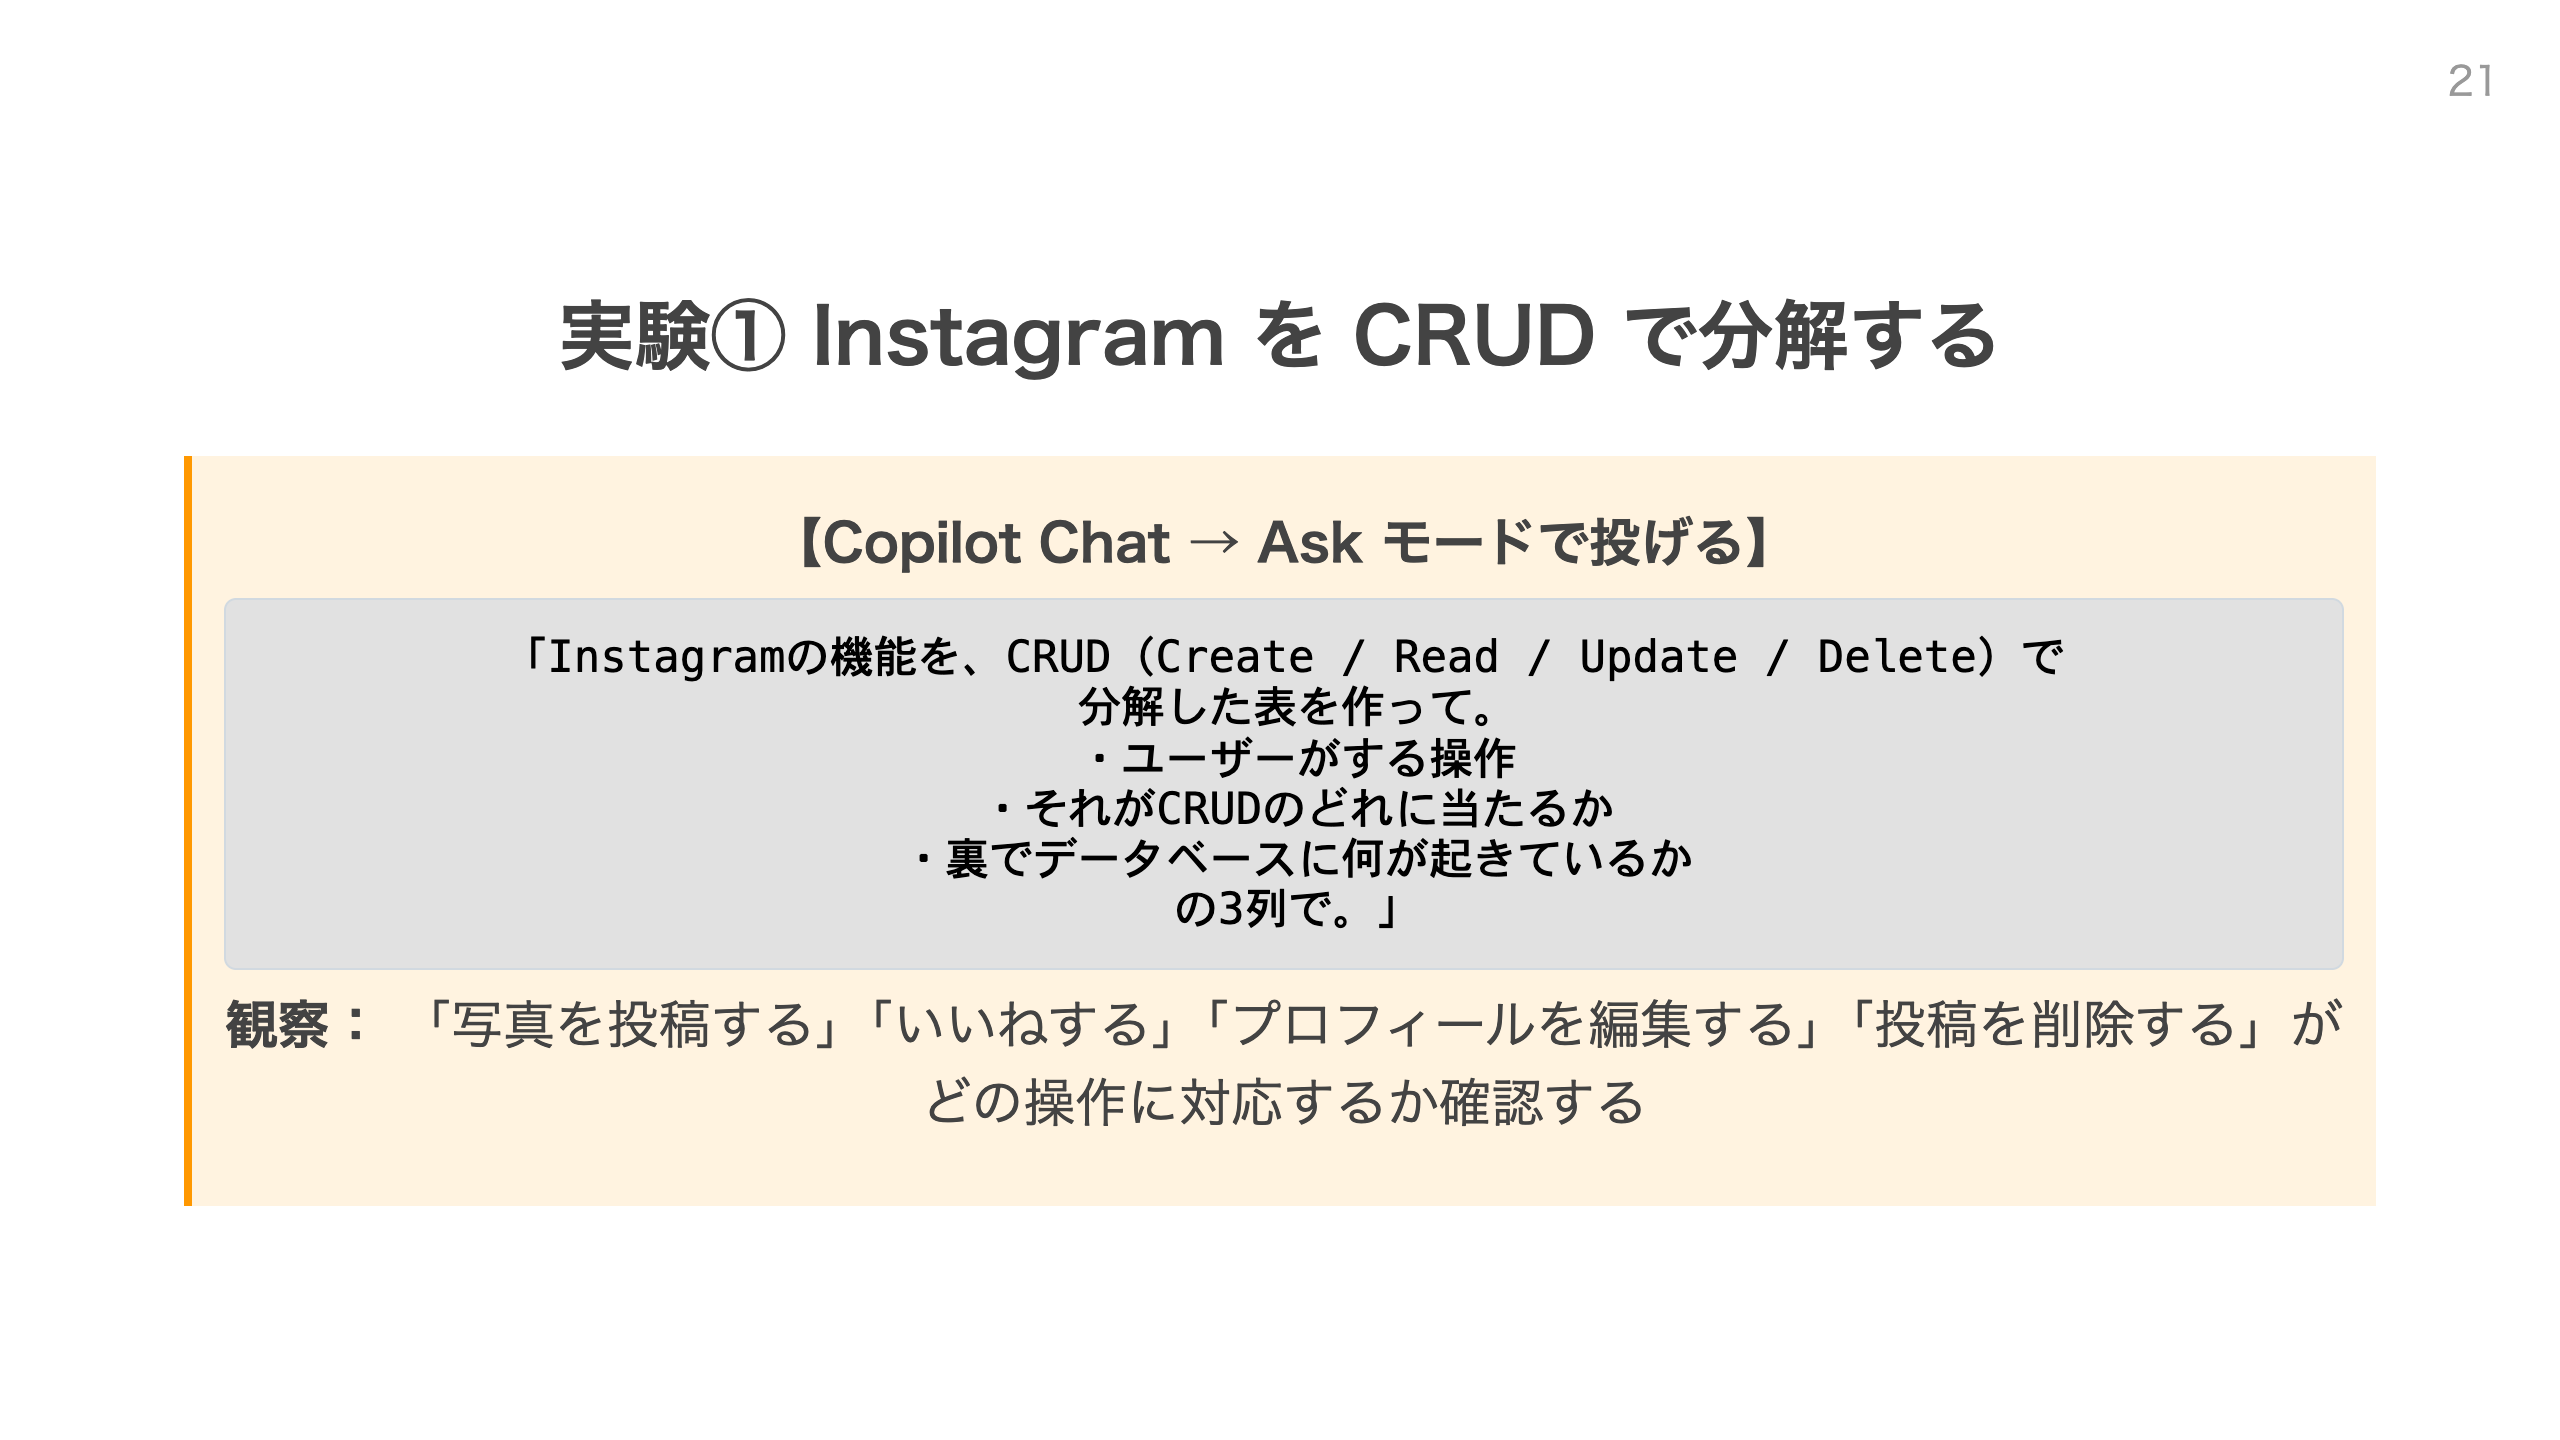 21
実験① Instagram を CRUD で分解する
【Copilot Chat → Ask モードで投げる】
「Instagramの機能を、CRUD（Create / Read / Update / Delete）で
分解した表を作って。
・ユーザーがする操作
・それがCRUDのどれに当たるか
・裏でデータベースに何が起きているか
の3列で。」
観察： 「写真を投稿する」「いいねする」「プロフィールを編集する」「投稿を削除する」が
どの操作に対応するか確認する